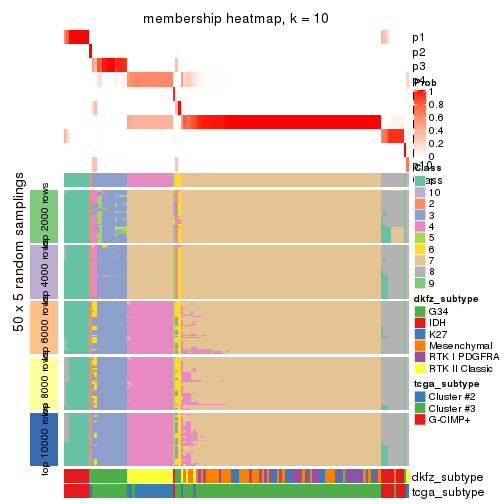 membership heatmap, k = 10
p1
p2
p3
p4
Prob
1
0.8
0.6
0.4
0.2
0
p10
Class
1
10
2
3
4
5
6
7
8
9
50 x 5 random samplings
top 2000 rows
top 4000 rows
top 6000 rows
top 8000 rows
top 10000 rows
dkfz_subtype
G34
IDH
K27
Mesenchymal
RTK I PDGFRA
RTK II Classic
tcga_subtype
Cluster #2
Cluster #3
G-CIMP+
dkfz_subtype
tcga_subtype